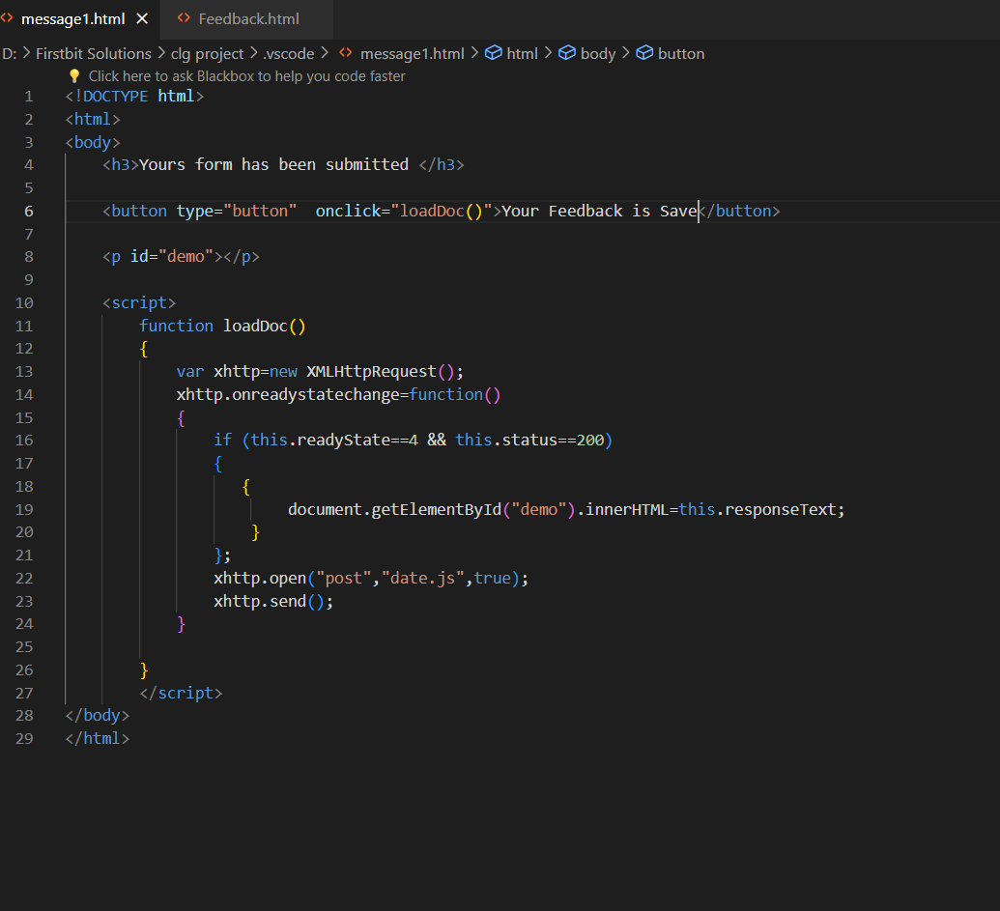 message1.html Feedback.html
D: > Firstbit Solutions > clg project > .vscode > message1.html > html > body > button
Click here to ask Blackbox to help you code faster
1 <!DOCTYPE html>
2 <html>
3 <body>
4 <h3>Yours form has been submitted </h3>
5
6 <button type="button"  onclick="loadDoc()">Your Feedback is Save</button>
7
8 <p id="demo"></p>
9
10 <script>
11 function loadDoc()
12 {
13 var xhttp=new XMLHttpRequest();
14 xhttp.onreadystatechange=function()
15 {
16 if (this.readyState==4 && this.status==200)
17 {
18 {
19 document.getElementById("demo").innerHTML=this.responseText;
20 }
21 };
22 xhttp.open("post","date.js",true);
23 xhttp.send();
24 }
25
26 }
27 </script>
28 </body>
29 </html>